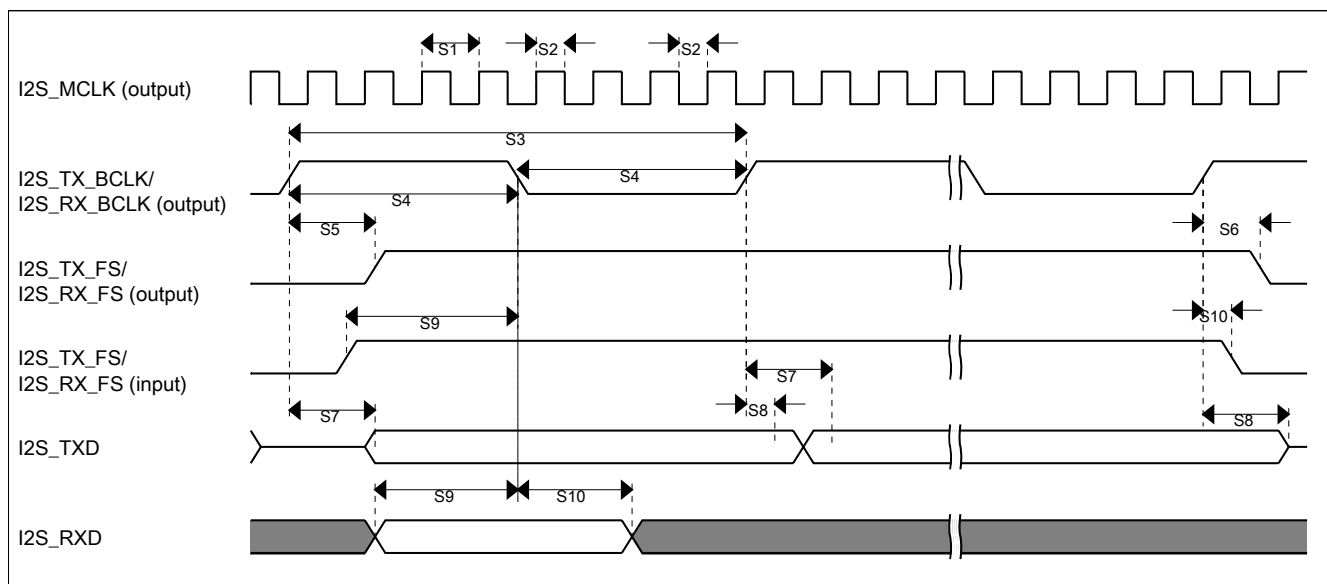 S1
S2
S2
I2S_MCLK (output)
S3
I2S_TX_BCLK/
I2S_RX_BCLK (output)
S4
S4
S5
S6
I2S_TX_FS/
I2S_RX_FS (output)
S9
S10
I2S_TX_FS/
I2S_RX_FS (input)
S7
S7
S8
S8
I2S_TXD
S9
S10
I2S_RXD